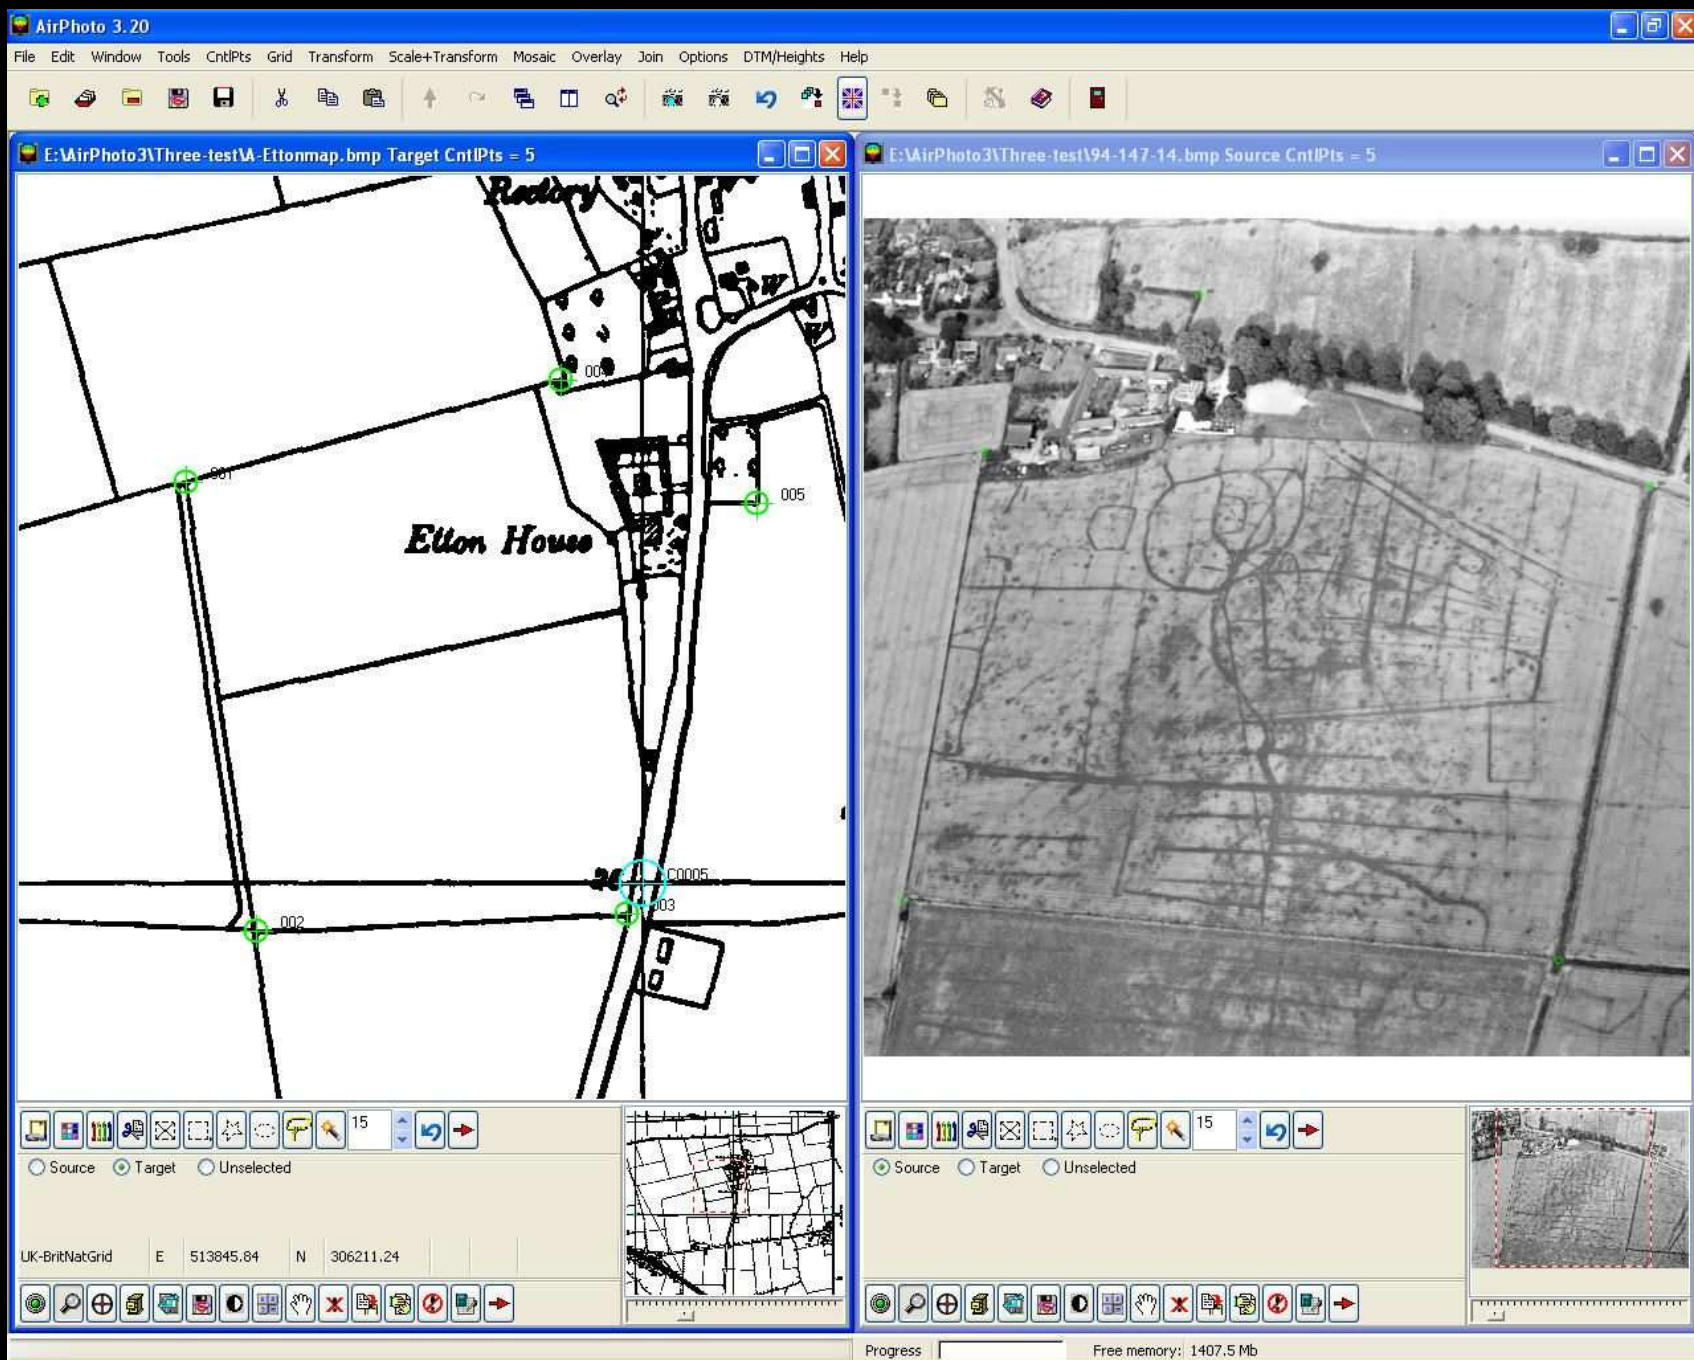 AirPhoto 3.20
File Edit Window Tools CntlPts Grid Transform Scale+Transform Mosaic Overlay Join Options DTM/Heights Help
E:\AirPhoto3\Three-test\A-Ettonmap.bmp Target CntlPts = 5
Rectory
W
W
004
001
005
Etton House
C0005
003
002
15
Source Target Unselected
UK-BritNatGrid E 513845.84 N 306211.24
E:\AirPhoto3\Three-test\94-147-14.bmp Source CntlPts = 5
15
Source Target Unselected
Progress Free memory: 1407.5 Mb